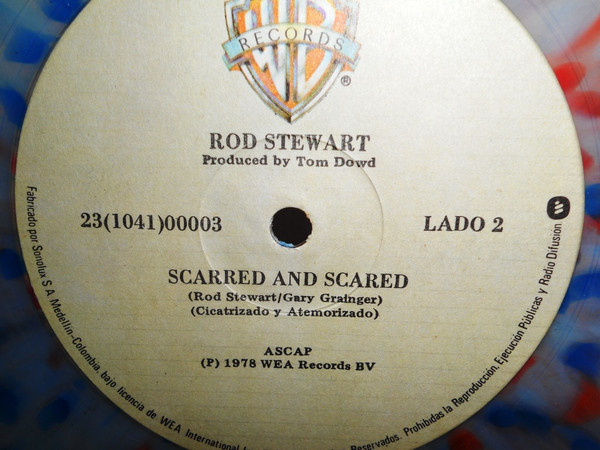 RECORDS
®
ROD STEWART
Produced by Tom Dowd
23(1041)00003
LADO 2
SCARRED AND SCARED
(Rod Stewart/Gary Grainger)
(Cicatrizado y Atemorizado)
ASCAP
(P) 1978 WEA Records BV
Fabricado por Sonolux S A Medellin-Colombia, bajo licencia de WEA International
Reservados. Prohibidas la Reproducción, Ejecución Públicas y Radio Difusion